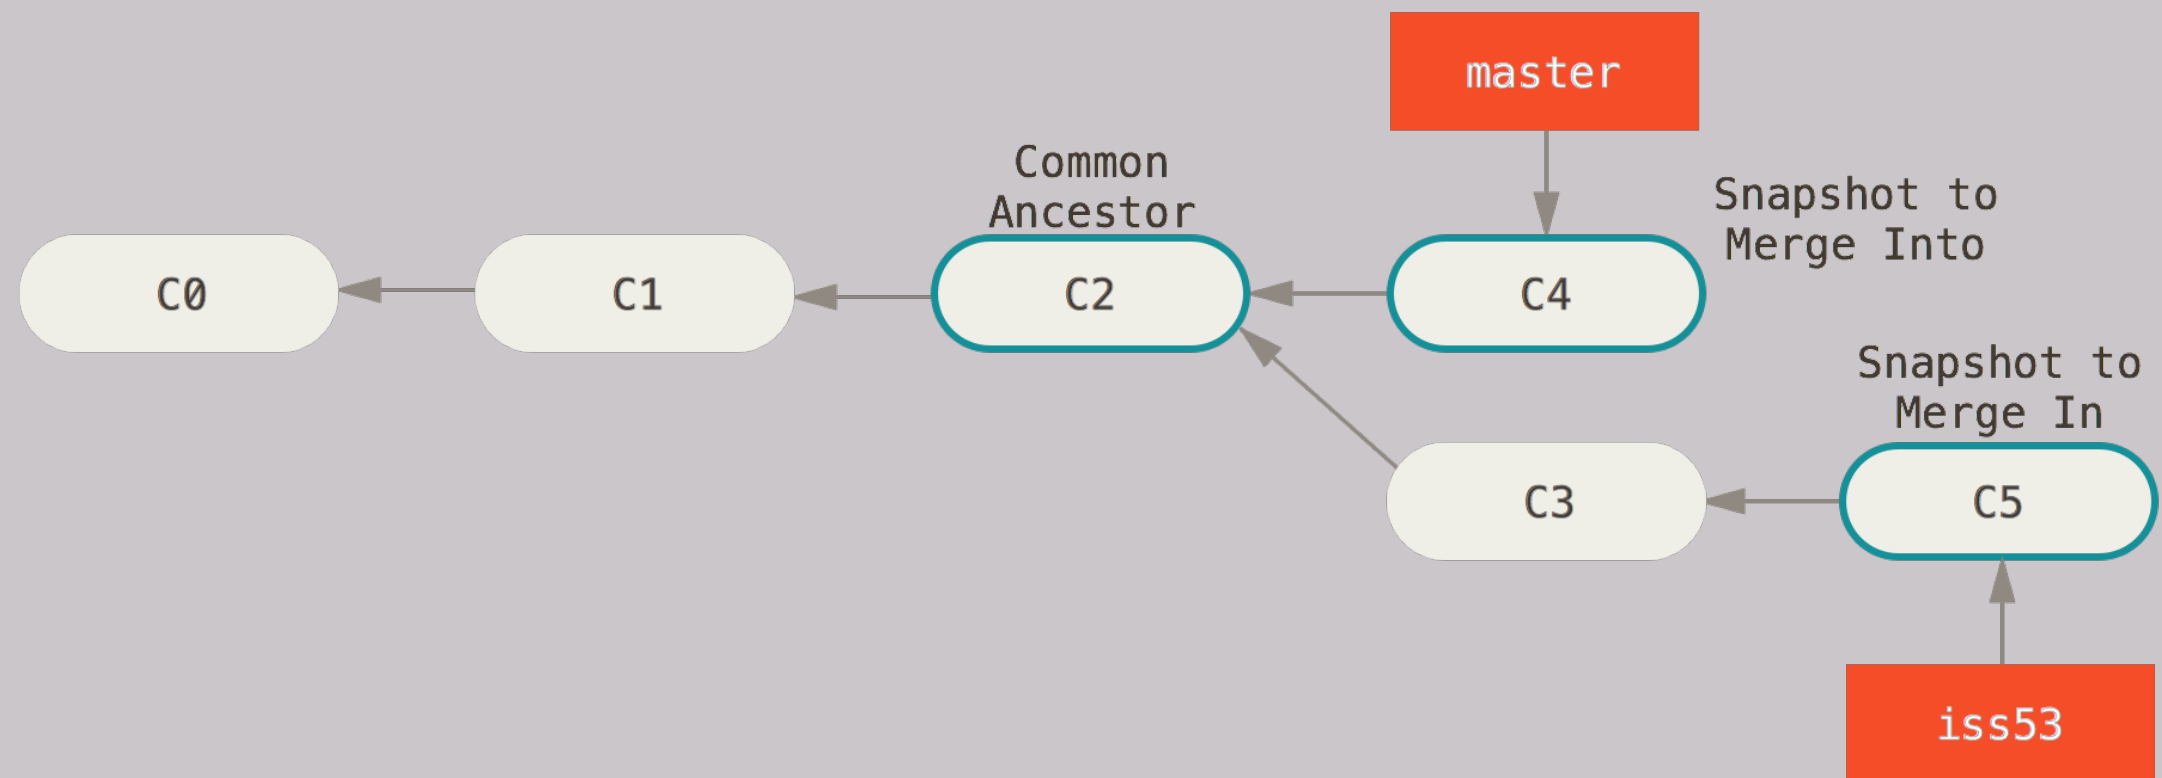 master
Common
Ancestor
Snapshot to
Merge Into
C0
C1
C2
C4
Snapshot to
Merge In
C3
C5
iss53